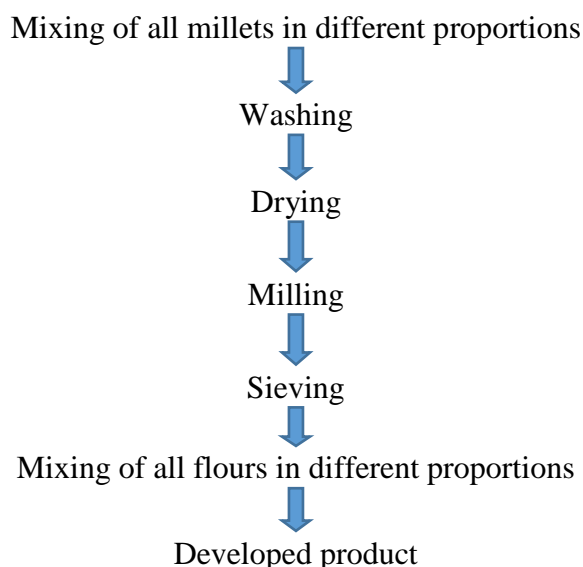 Mixing of all millets in different proportions
Washing
Drying
Milling
Sieving
Mixing of all flours in different proportions
Developed product